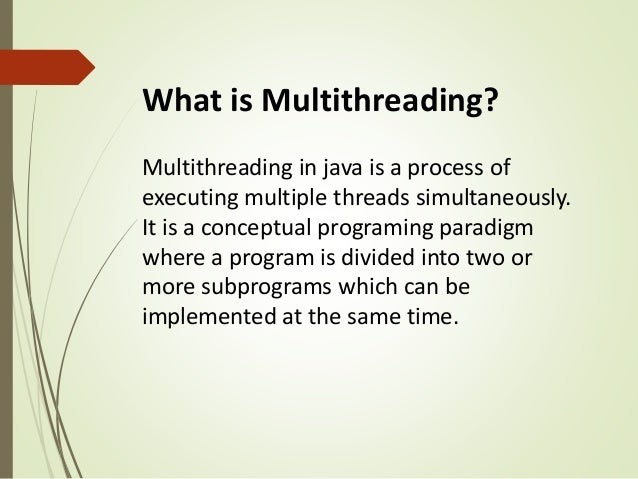 What is Multithreading?
Multithreading in java is a process of
executing multiple threads simultaneously.
It is a conceptual programing paradigm
where a program is divided into two or
more subprograms which can be
implemented at the same time.